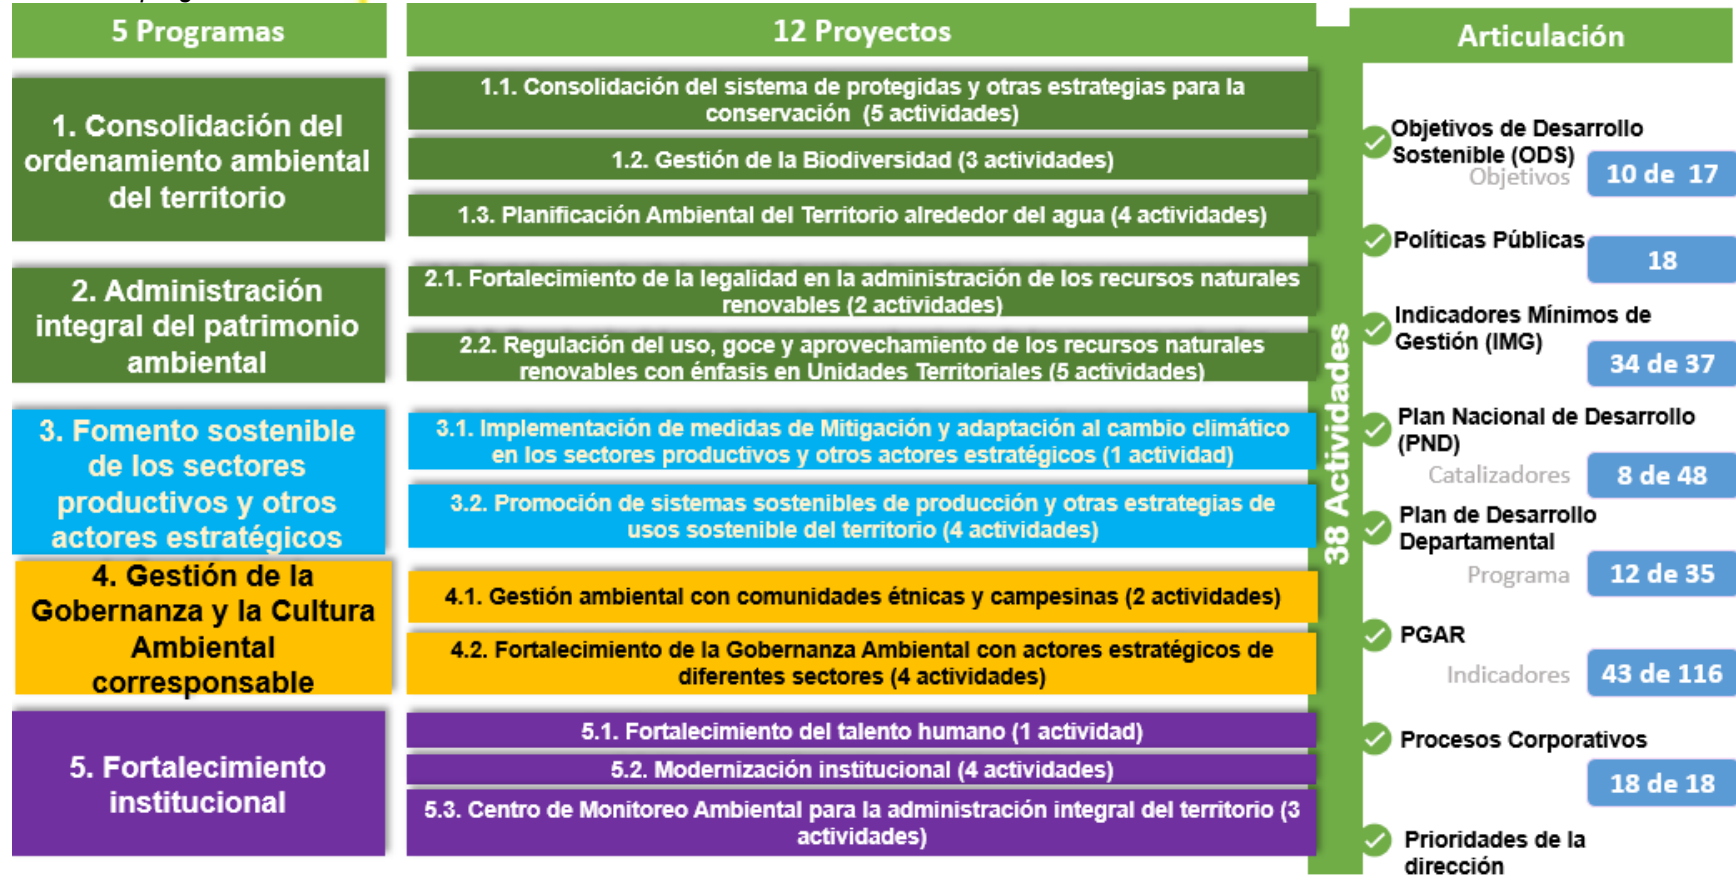 5 Programas
12 Proyectos
Articulación
1. Consolidación del
ordenamiento ambiental
del territorio
1.1. Consolidación del sistema de protegidas y otras estrategias para la
conservación (5 actividades)
1.2. Gestión de la Biodiversidad (3 actividades)
1.3. Planificación Ambiental del Territorio alrededor del agua (4 actividades)
2. Administración
integral del patrimonio
ambiental
2.1. Fortalecimiento de la legalidad en la administración de los recursos naturales
renovables (2 actividades)
2.2. Regulación del uso, goce y aprovechamiento de los recursos naturales
renovables con énfasis en Unidades Territoriales (5 actividades)
3. Fomento sostenible
de los sectores
productivos y otros
actores estratégicos
3.1. Implementación de medidas de Mitigación y adaptación al cambio climático
en los sectores productivos y otros actores estratégicos (1 actividad)
3.2. Promoción de sistemas sostenibles de producción y otras estrategias de
usos sostenible del territorio (4 actividades)
4. Gestión de la
Gobernanza y la Cultura
Ambiental
corresponsable
4.1. Gestión ambiental con comunidades étnicas y campesinas (2 actividades)
4.2. Fortalecimiento de la Gobernanza Ambiental con actores estratégicos de
diferentes sectores (4 actividades)
5. Fortalecimiento
institucional
5.1. Fortalecimiento del talento humano (1 actividad)
5.2. Modernización institucional (4 actividades)
5.3. Centro de Monitoreo Ambiental para la administración integral del territorio (3
actividades)
38 Actividades
Objetivos de Desarrollo
Sostenible (ODS)
Objetivos
10 de 17
Políticas Públicas
18
Indicadores Mínimos de
Gestión (IMG)
34 de 37
Plan Nacional de Desarrollo
(PND)
Catalizadores
8 de 48
Plan de Desarrollo
Departamental
Programa
12 de 35
PGAR
Indicadores
43 de 116
Procesos Corporativos
18 de 18
Prioridades de la
dirección